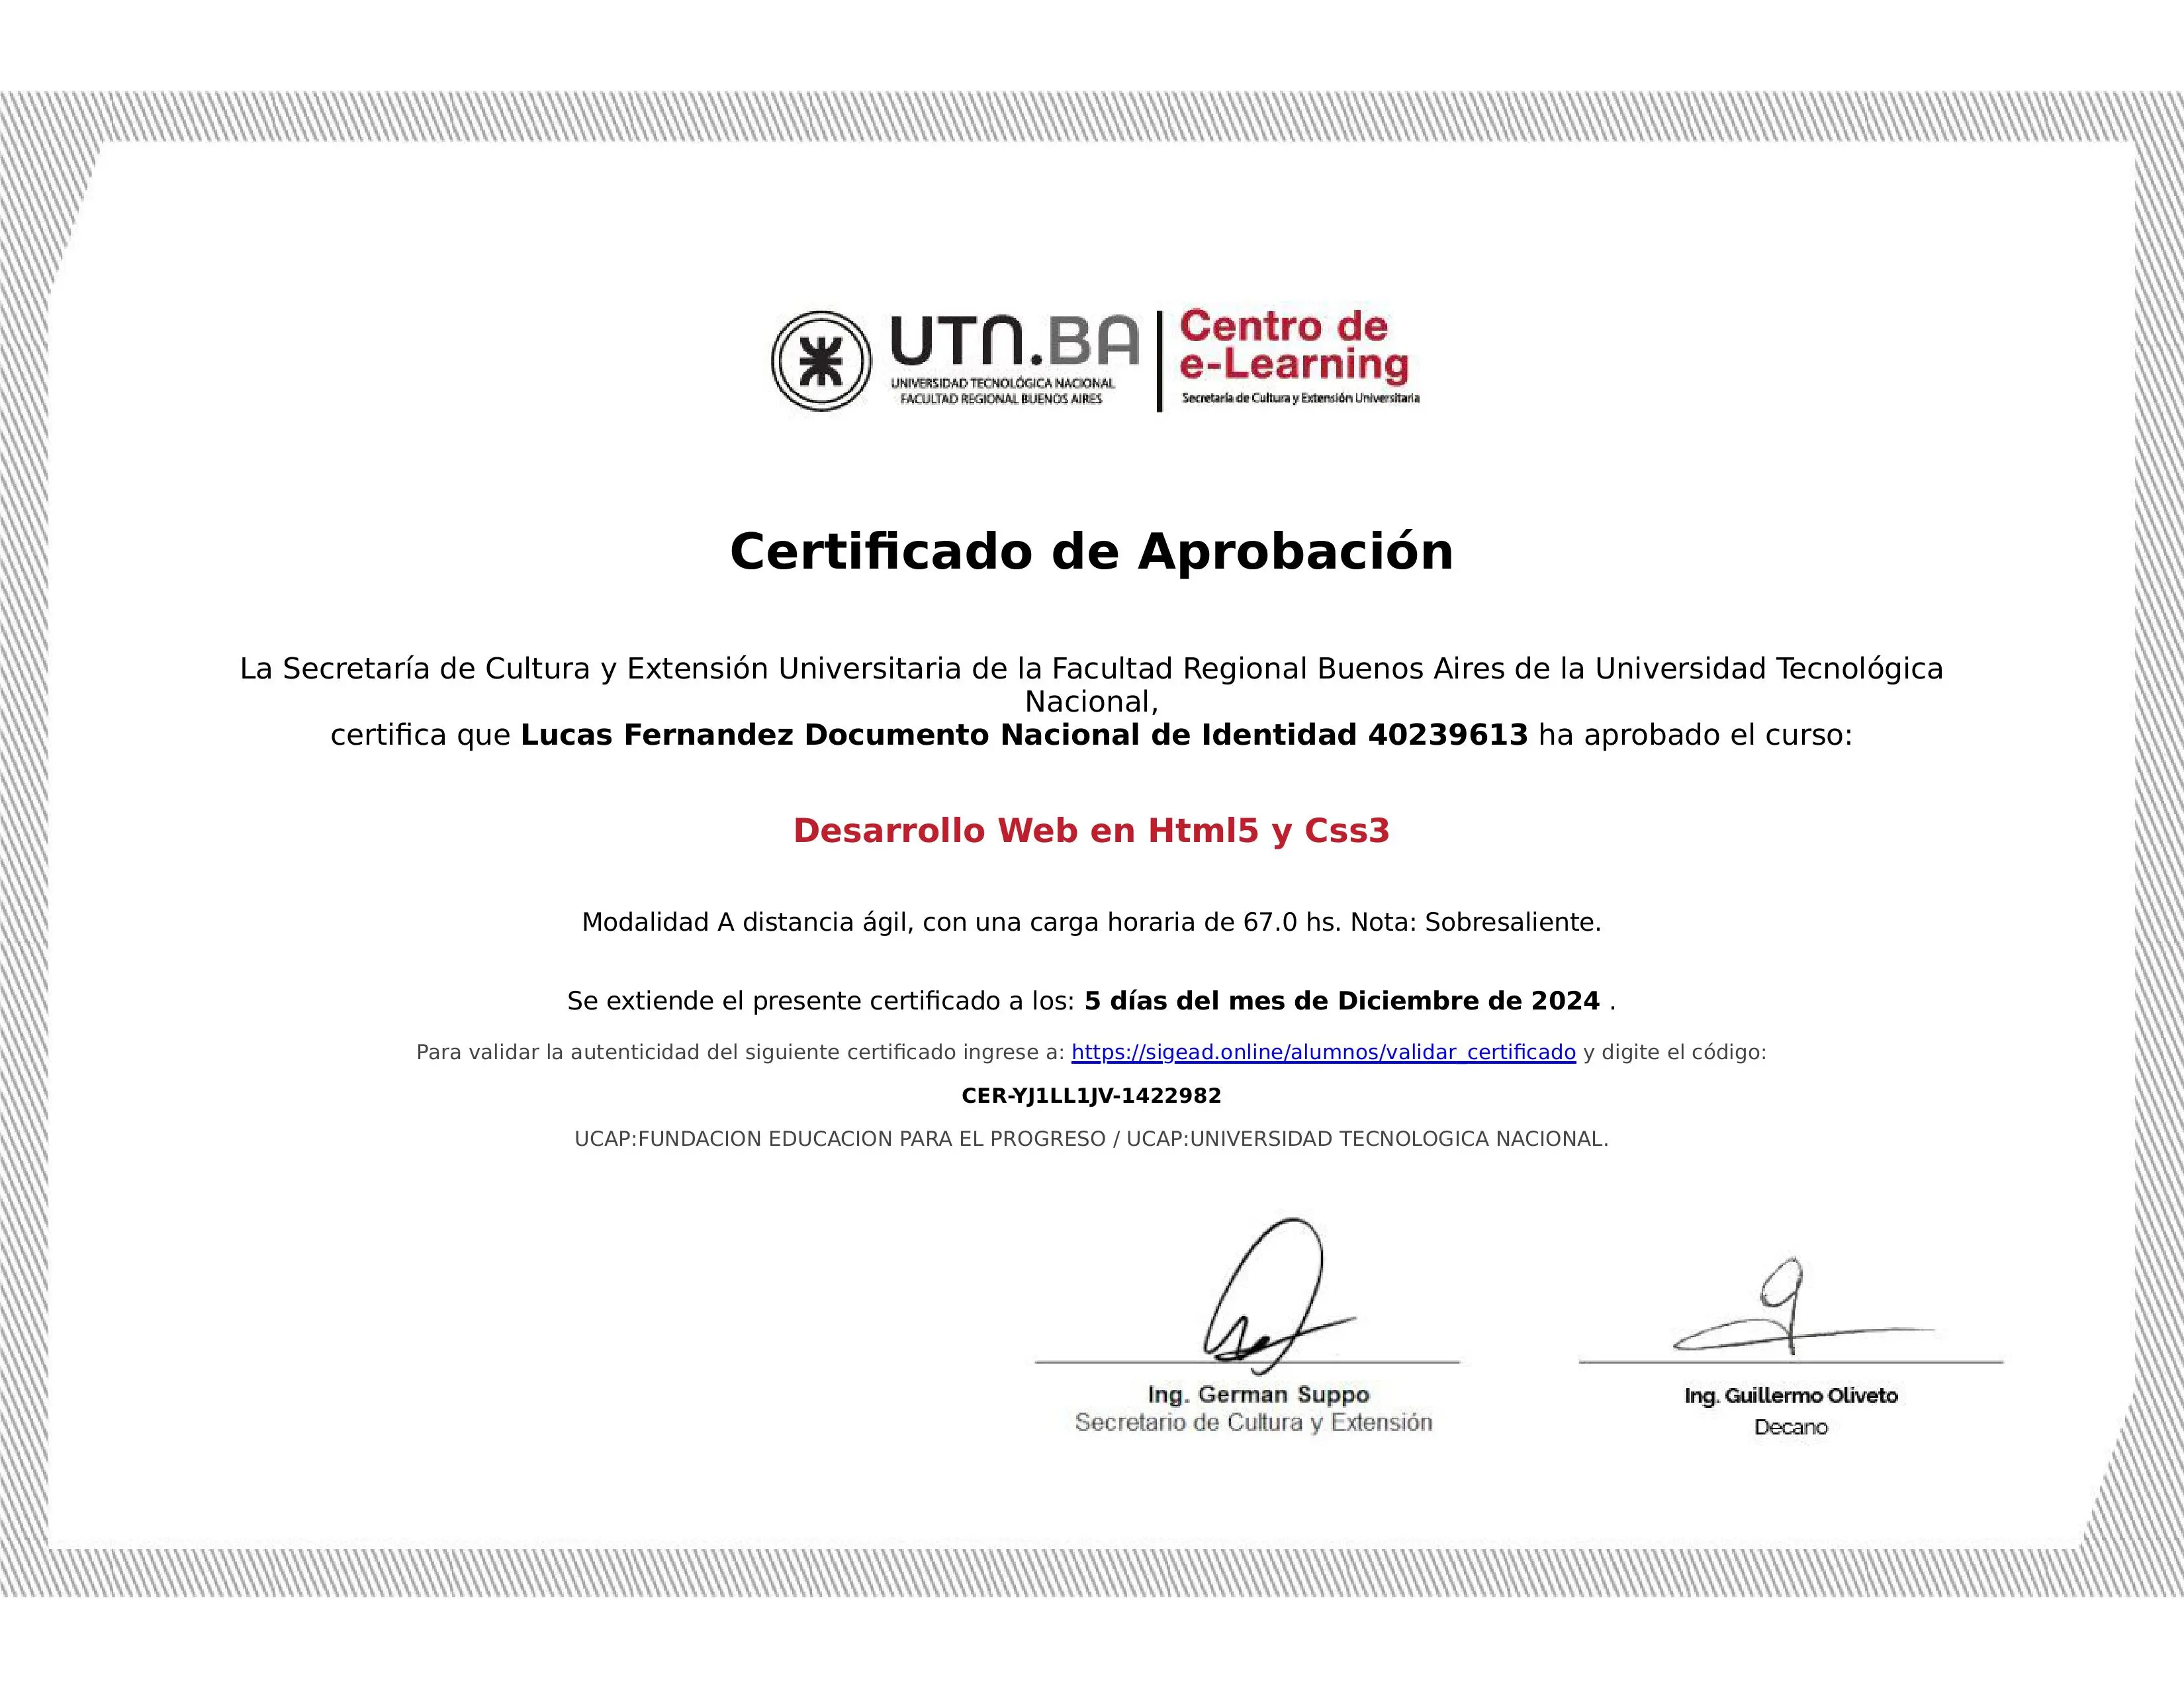 UTN.BA
UNIVERSIDAD TECNOLÓGICA NACIONAL
FACULTAD REGIONAL BUENOS AIRES
Centro de
e-Learning
Secretaría de Cultura y Extensión Universitaria
Certificado de Aprobación
La Secretaría de Cultura y Extensión Universitaria de la Facultad Regional Buenos Aires de la Universidad Tecnológica
Nacional,
certifica que Lucas Fernandez Documento Nacional de Identidad 40239613 ha aprobado el curso:
Desarrollo Web en Html5 y Css3
Modalidad A distancia ágil, con una carga horaria de 67.0 hs. Nota: Sobresaliente.
Se extiende el presente certificado a los: 5 días del mes de Diciembre de 2024 .
Para validar la autenticidad del siguiente certificado ingrese a: https://sigead.online/alumnos/validar_certificado y digite el código:
CER-YJ1LL1JV-1422982
UCAP:FUNDACION EDUCACION PARA EL PROGRESO / UCAP:UNIVERSIDAD TECNOLOGICA NACIONAL.
Ing. German Suppo
Secretario de Cultura y Extensión
Ing. Guillermo Oliveto
Decano